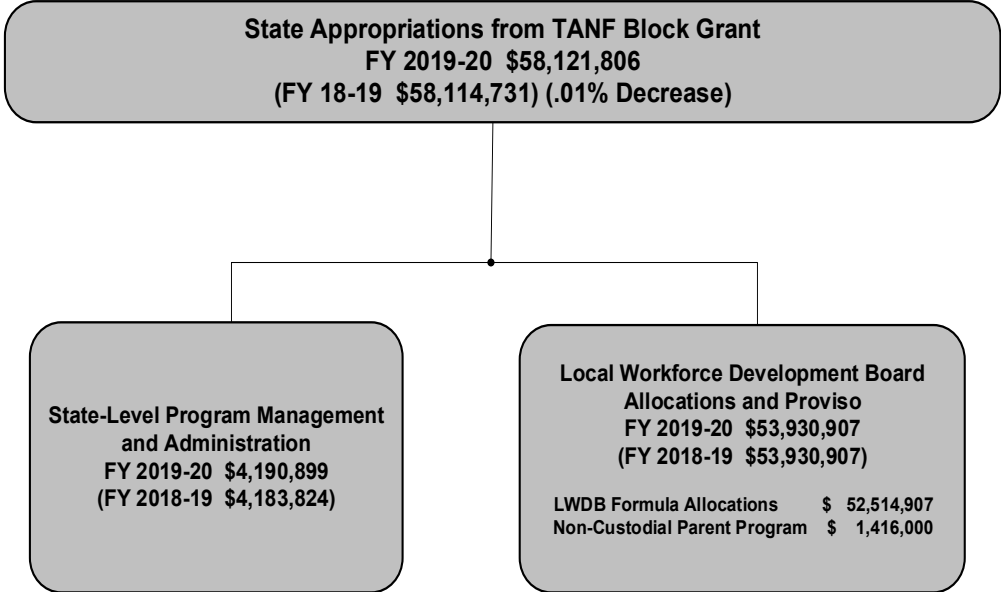 State Appropriations from TANF Block Grant
FY 2019-20 $58,121,806
(FY 18-19 $58,114,731) (.01% Decrease)
State-Level Program Management
and Administration
FY 2019-20 $4,190,899
(FY 2018-19 $4,183,824)
Local Workforce Development Board
Allocations and Proviso
FY 2019-20 $53,930,907
(FY 2018-19 $53,930,907)
LWDB Formula Allocations $ 52,514,907
Non-Custodial Parent Program $ 1,416,000